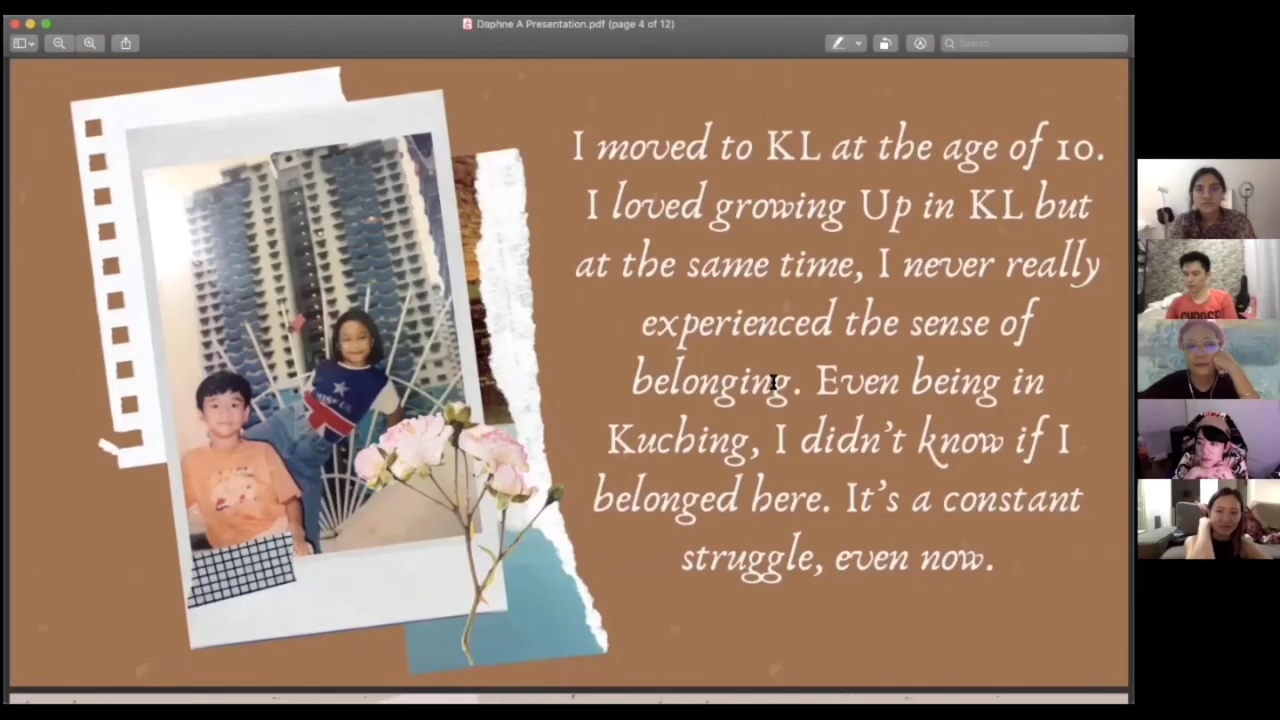 Daphne A Presentation.pdf (page 4 of 12)
Search
I moved to KL at the age of 10.
I loved growing Up in KL but
at the same time, I never really
experienced the sense of
belonging. Even being in
Kuching, I didn't know if I
belonged here. It's a constant
struggle, even now.